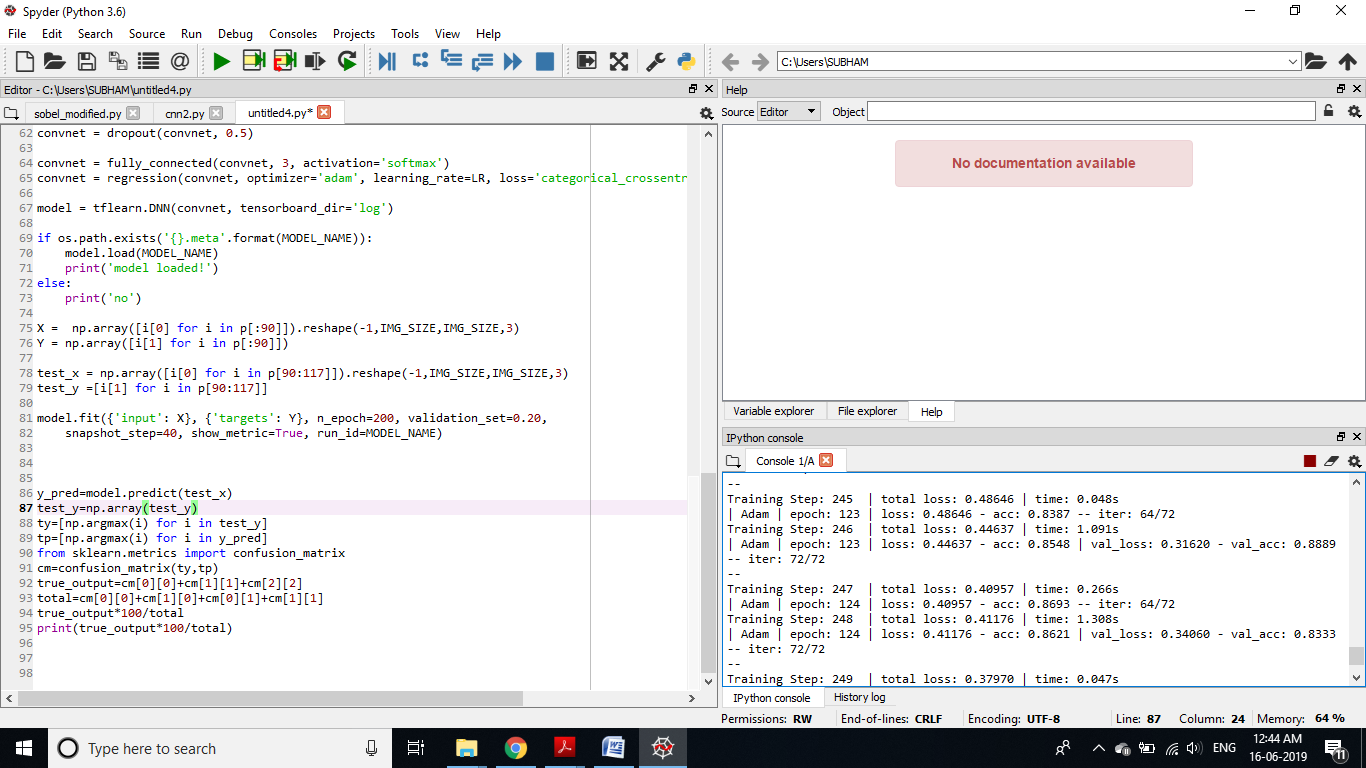 Spyder (Python 3.6)
File Edit Search Source Run Debug Consoles Projects Tools View Help
C:\Users\SUBHAM
Editor - C:\Users\SUBHAM\untitled4.py
sobel_modified.py cnn2.py untitled4.py*
62 convnet = dropout(convnet, 0.5)
63
64 convnet = fully_connected(convnet, 3, activation='softmax')
65 convnet = regression(convnet, optimizer='adam', learning_rate=LR, loss='categorical_crossentr
66
67 model = tflearn.DNN(convnet, tensorboard_dir='log')
68
69 if os.path.exists('{}.meta'.format(MODEL_NAME)):
70     model.load(MODEL_NAME)
71     print('model loaded!')
72 else:
73     print('no')
74
75 X =  np.array([i[0] for i in p[:90]]).reshape(-1,IMG_SIZE,IMG_SIZE,3)
76 Y = np.array([i[1] for i in p[:90]])
77
78 test_x = np.array([i[0] for i in p[90:117]]).reshape(-1,IMG_SIZE,IMG_SIZE,3)
79 test_y =[i[1] for i in p[90:117]]
80
81 model.fit({'input': X}, {'targets': Y}, n_epoch=200, validation_set=0.20,
82     snapshot_step=40, show_metric=True, run_id=MODEL_NAME)
83
84
85
86 y_pred=model.predict(test_x)
87 test_y=np.array(test_y)
88 ty=[np.argmax(i) for i in test_y]
89 tp=[np.argmax(i) for i in y_pred]
90 from sklearn.metrics import confusion_matrix
91 cm=confusion_matrix(ty,tp)
92 true_output=cm[0][0]+cm[1][1]+cm[2][2]
93 total=cm[0][0]+cm[1][0]+cm[0][1]+cm[1][1]
94 true_output*100/total
95 print(true_output*100/total)
96
97
98
Help
Source Editor Object
No documentation available
Variable explorer File explorer Help
IPython console
Console 1/A
--
Training Step: 245  | total loss: 0.48646 | time: 0.048s
| Adam | epoch: 123 | loss: 0.48646 - acc: 0.8387 -- iter: 64/72
Training Step: 246  | total loss: 0.44637 | time: 1.091s
| Adam | epoch: 123 | loss: 0.44637 - acc: 0.8548 | val_loss: 0.31620 - val_acc: 0.8889
-- iter: 72/72
--
Training Step: 247  | total loss: 0.40957 | time: 0.266s
| Adam | epoch: 124 | loss: 0.40957 - acc: 0.8693 -- iter: 64/72
Training Step: 248  | total loss: 0.41176 | time: 1.308s
| Adam | epoch: 124 | loss: 0.41176 - acc: 0.8621 | val_loss: 0.34060 - val_acc: 0.8333
-- iter: 72/72
--
Training Step: 249  | total loss: 0.37970 | time: 0.047s
IPython console History log
Permissions: RW End-of-lines: CRLF Encoding: UTF-8 Line: 87 Column: 24 Memory: 64 %
Type here to search
ENG
12:44 AM
16-06-2019
11